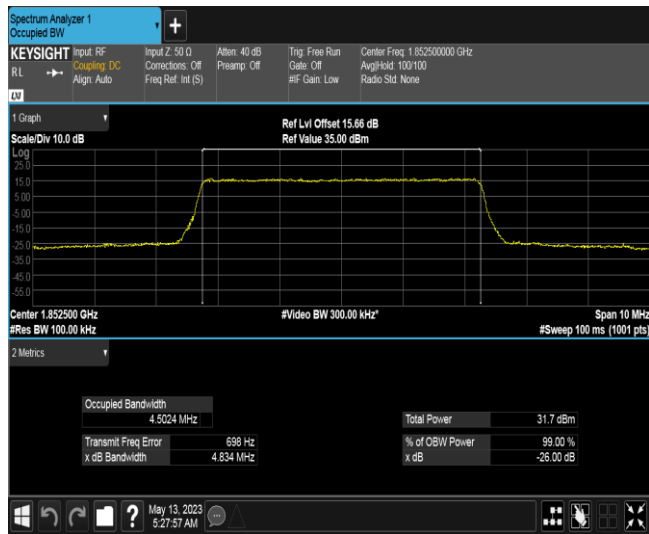 Spectrum Analyzer 1
Occupied BW
+
KEYSIGHT Input: RF Input Z: 50 Ω Atten: 40 dB Trig: Free Run Center Freq: 1.852500000 GHz
RL Coupling: DC Corrections: Off Preamp: Off Gate: Off Avg|Hold: 100/100
Align: Auto Freq Ref: Int (S) #IF Gain: Low Radio Std: None
LXI
1 Graph
Ref Lvl Offset 15.66 dB
Scale/Div 10.0 dB Ref Value 35.00 dBm
Log
25.0
15.0
5.00
-5.00
-15.0
-25.0
-35.0
-45.0
-55.0
Center 1.852500 GHz #Video BW 300.00 kHz* Span 10 MHz
#Res BW 100.00 kHz #Sweep 100 ms (1001 pts)
2 Metrics
Occupied Bandwidth
4.5024 MHz Total Power 31.7 dBm
Transmit Freq Error 698 Hz % of OBW Power 99.00 %
x dB Bandwidth 4.834 MHz x dB -26.00 dB
? May 13, 2023
5:27:57 AM